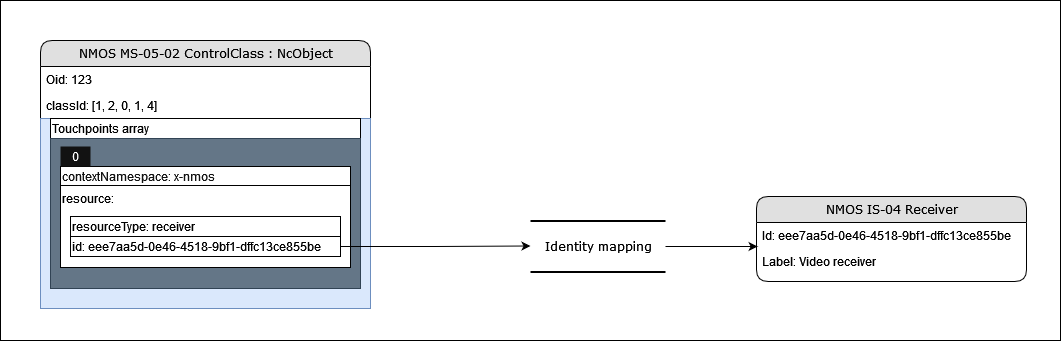 NMOS MS-05-02 ControlClass : NcObject
Oid: 123
classId: [1, 2, 0, 1, 4]
Touchpoints array
0
contextNamespace: x-nmos
resource:
resourceType: receiver
id: eee7aa5d-0e46-4518-9bf1-dffc13ce855be
Identity mapping
NMOS IS-04 Receiver
Id: eee7aa5d-0e46-4518-9bf1-dffc13ce855be
Label: Video receiver